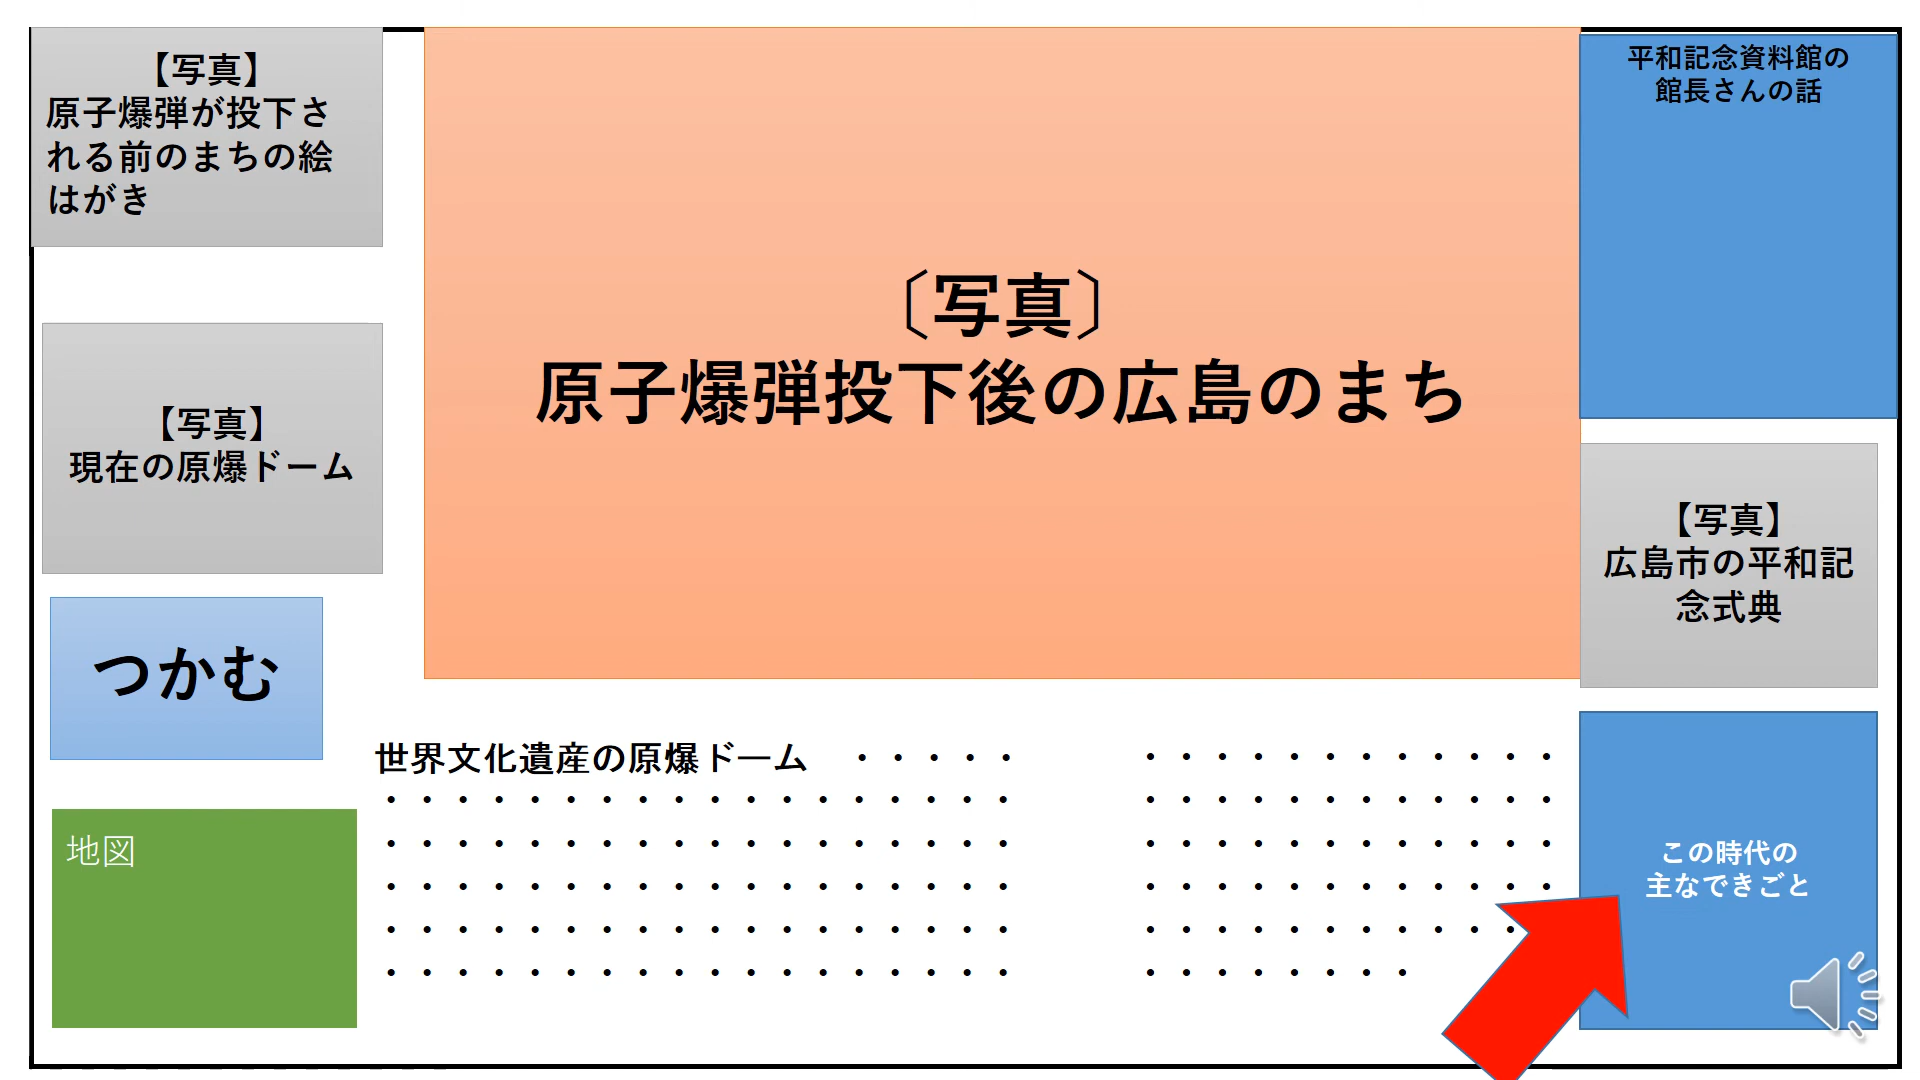 【写真】
原子爆弾が投下さ
れる前のまちの絵
はがき
【写真】
現在の原爆ドーム
つかむ
地図
〔写真〕
原子爆弾投下後の広島のまち
世界文化遺産の原爆ドーム ・・・・・
・・・・・・・・・・・・・・・・・・
・・・・・・・・・・・・・・・・・・
・・・・・・・・・・・・・・・・・・
・・・・・・・・・・・・・・・・・・
・・・・・・・・・・・・・・・・・・
・・・・・・・・・・・・
・・・・・・・・・・・・
・・・・・・・・・・・・
・・・・・・・・・・・・
・・・・・・・・・・・
・・・・・・・・
平和記念資料館の
館長さんの話
【写真】
広島市の平和記
念式典
この時代の
主なできごと